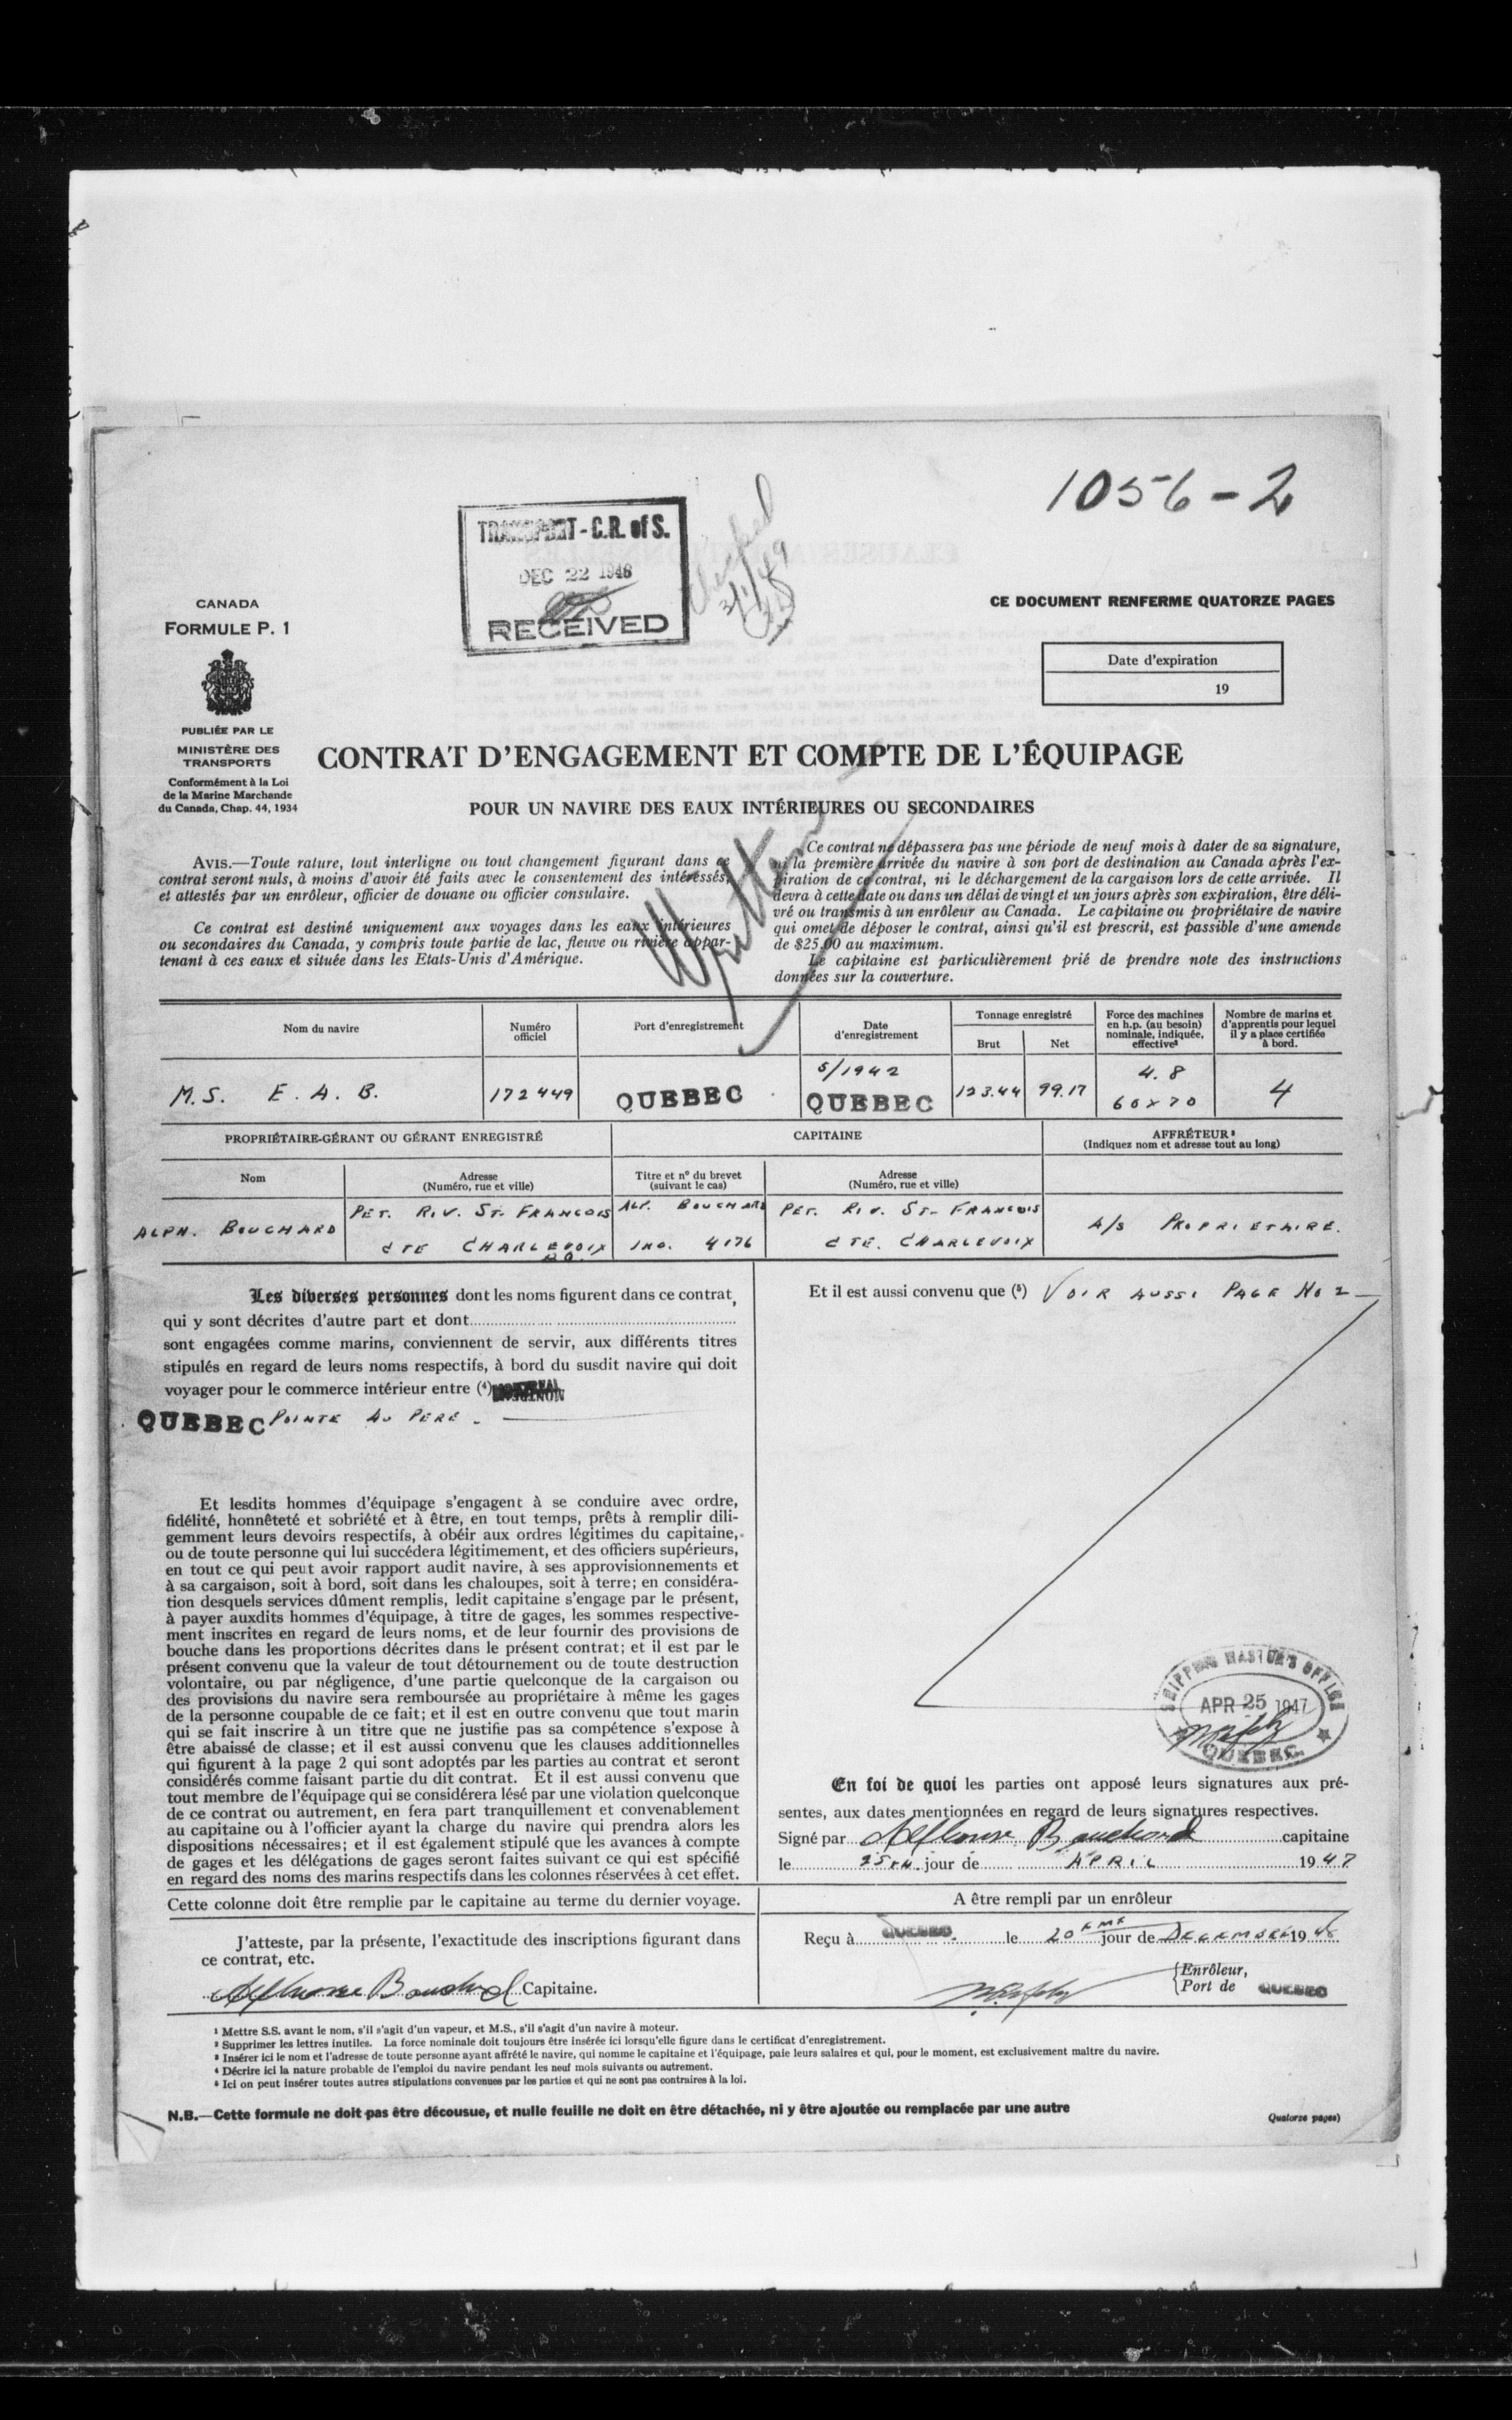 1056-2
TRANSPORT - C.R. of S.
DEC 22 1948
RECEIVED
CANADA
FORMULE P. 1
PUBLIÉE PAR LE
MINISTÈRE DES
TRANSPORTS
Conformément à la Loi
de la Marine Marchande
du Canada, Chap. 44, 1934
CE DOCUMENT RENFERME QUATORZE PAGES
Date d'expiration
19
CONTRAT D'ENGAGEMENT ET COMPTE DE L'ÉQUIPAGE
POUR UN NAVIRE DES EAUX INTÉRIEURES OU SECONDAIRES
AVIS.—Toute rature, tout interligne ou tout changement figurant dans ce
contrat seront nuls, à moins d'avoir été faits avec le consentement des intéressés,
et attestés par un enrôleur, officier de douane ou officier consulaire.
Ce contrat est destiné uniquement aux voyages dans les eaux intérieures
ou secondaires du Canada, y compris toute partie de lac, fleuve ou rivière appar-
tenant à ces eaux et située dans les Etats-Unis d'Amérique.
Ce contrat ne dépassera pas une période de neuf mois à dater de sa signature,
ni la première arrivée du navire à son port de destination au Canada après l'ex-
piration de ce contrat, ni le déchargement de la cargaison lors de cette arrivée. Il
devra à cette date ou dans un délai de vingt et un jours après son expiration, être déli-
vré ou transmis à un enrôleur au Canada. Le capitaine ou propriétaire de navire
qui omet de déposer le contrat, ainsi qu'il est prescrit, est passible d'une amende
de $25.00 au maximum.
Le capitaine est particulièrement prié de prendre note des instructions
données sur la couverture.
Nom du navire
Numéro
officiel
Port d'enregistrement
Date
d'enregistrement
Tonnage enregistré
Brut
Net
Force des machines
en h.p. (au besoin)
nominale, indiquée,
effective²
Nombre de marins et
d'apprentis pour lequel
il y a place certifiée
à bord.
M.S. E. A. B.
172449
QUEBEC
5/1942
QUEBEC
123.44
99.17
4. 8
60 x 70
4
PROPRIÉTAIRE-GÉRANT OU GÉRANT ENREGISTRÉ
CAPITAINE
AFFRÉTEUR³
(Indiquez nom et adresse tout au long)
Nom
Adresse
(Numéro, rue et ville)
Titre et n° du brevet
(suivant le cas)
Adresse
(Numéro, rue et ville)
ALPH. BOUCHARD
PET. RIV. ST- FRANCOIS
CTE CHARLEVOIX
ALP. BOUCHARD
4176
PET. RIV. ST- FRANCOIS
CTE. CHARLEVOIX
A/S PROPRIETAIRE.
Les diverses personnes dont les noms figurent dans ce contrat,
qui y sont décrites d'autre part et dont
sont engagées comme marins, conviennent de servir, aux différents titres
stipulés en regard de leurs noms respectifs, à bord du susdit navire qui doit
voyager pour le commerce intérieur entre (⁴)
QUEBEC POINTE AU PERE -
Et lesdits hommes d'équipage s'engagent à se conduire avec ordre,
fidélité, honnêteté et sobriété et à être, en tout temps, prêts à remplir dili-
gemment leurs devoirs respectifs, à obéir aux ordres légitimes du capitaine,
ou de toute personne qui lui succédera légitimement, et des officiers supérieurs,
en tout ce qui peut avoir rapport audit navire, à ses approvisionnements et
à sa cargaison, soit à bord, soit dans les chaloupes, soit à terre; en considéra-
tion desquels services dûment remplis, ledit capitaine s'engage par le présent,
à payer auxdits hommes d'équipage, à titre de gages, les sommes respective-
ment inscrites en regard de leurs noms, et de leur fournir des provisions de
bouche dans les proportions décrites dans le présent contrat; et il est par le
présent convenu que la valeur de tout détournement ou de toute destruction
volontaire, ou par négligence, d'une partie quelconque de la cargaison ou
des provisions du navire sera remboursée au propriétaire à même les gages
de la personne coupable de ce fait; et il est en outre convenu que tout marin
qui se fait inscrire à un titre que ne justifie pas sa compétence s'expose à
être abaissé de classe; et il est aussi convenu que les clauses additionnelles
qui figurent à la page 2 qui sont adoptés par les parties au contrat et seront
considérés comme faisant partie du dit contrat. Et il est aussi convenu que
tout membre de l'équipage qui se considérera lésé par une violation quelconque
de ce contrat ou autrement, en fera part tranquillement et convenablement
au capitaine ou à l'officier ayant la charge du navire qui prendra alors les
dispositions nécessaires; et il est également stipulé que les avances à compte
de gages et les délégations de gages seront faites suivant ce qui est spécifié
en regard des noms des marins respectifs dans les colonnes réservées à cet effet.
Et il est aussi convenu que (⁵) VOIR AUSSI PAGE No 2
SHIPPING MASTER'S OFFICE
APR 25 1947
QUEBEC.
En foi de quoi les parties ont apposé leurs signatures aux pré-
sentes, aux dates mentionnées en regard de leurs signatures respectives.
Signé par Alphonse Bouchard capitaine
le 25 jour de APRIL 1947
Cette colonne doit être remplie par le capitaine au terme du dernier voyage.
J'atteste, par la présente, l'exactitude des inscriptions figurant dans
ce contrat, etc.
Alphonse Bouchard Capitaine.
A être rempli par un enrôleur
Reçu à QUEBEC le 20 jour de DECEMBRE 19
Enrôleur,
Port de QUEBEC
¹ Mettre S.S. avant le nom, s'il s'agit d'un vapeur, et M.S., s'il s'agit d'un navire à moteur.
² Supprimer les lettres inutiles. La force nominale doit toujours être insérée ici lorsqu'elle figure dans le certificat d'enregistrement.
³ Insérer ici le nom et l'adresse de toute personne ayant affrété le navire, qui nomme le capitaine et l'équipage, paie leurs salaires et qui, pour le moment, est exclusivement maître du navire.
⁴ Décrire ici la nature probable de l'emploi du navire pendant les neuf mois suivants ou autrement.
⁵ Ici on peut insérer toutes autres stipulations convenues par les parties et qui ne sont pas contraires à la loi.
N.B.—Cette formule ne doit pas être décousue, et nulle feuille ne doit en être détachée, ni y être ajoutée ou remplacée par une autre
Quatorze pages)